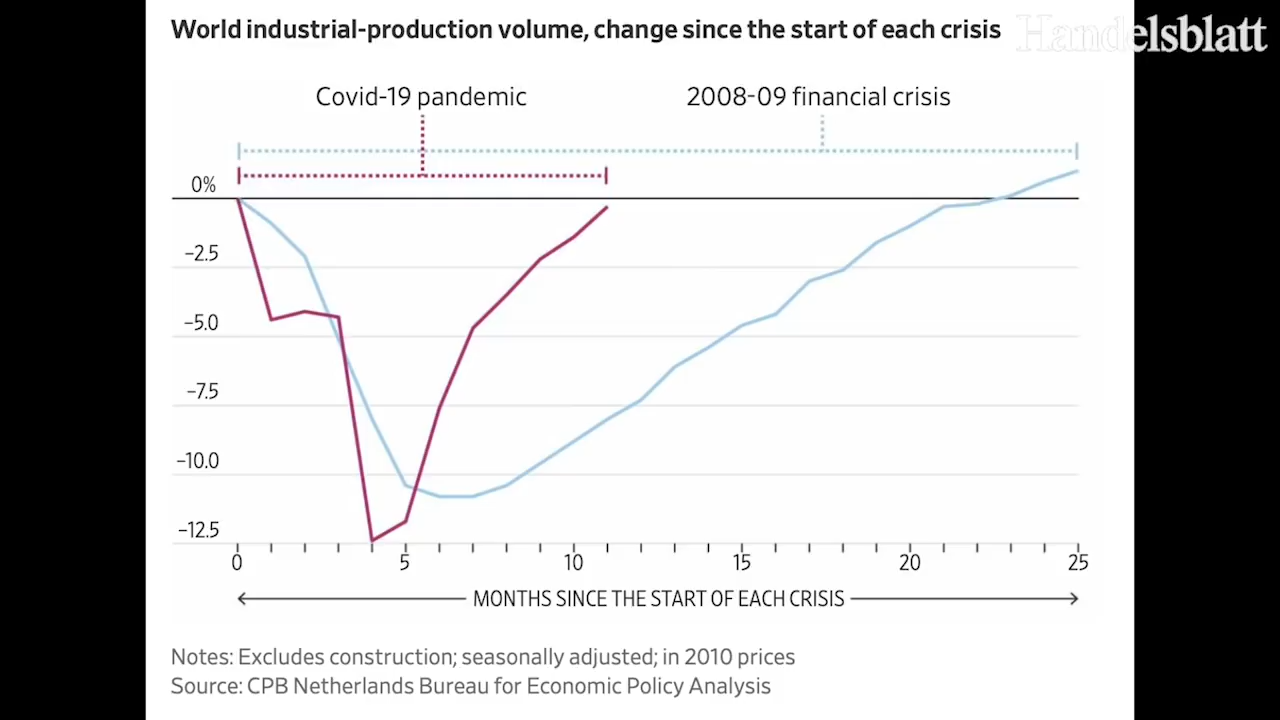 World industrial-production volume, change since the start of each crisis
Handelsblatt
Covid-19 pandemic
2008-09 financial crisis
0%
−2.5
−5.0
−7.5
−10.0
−12.5
0 5 10 15 20 25
MONTHS SINCE THE START OF EACH CRISIS
Notes: Excludes construction; seasonally adjusted; in 2010 prices
Source: CPB Netherlands Bureau for Economic Policy Analysis